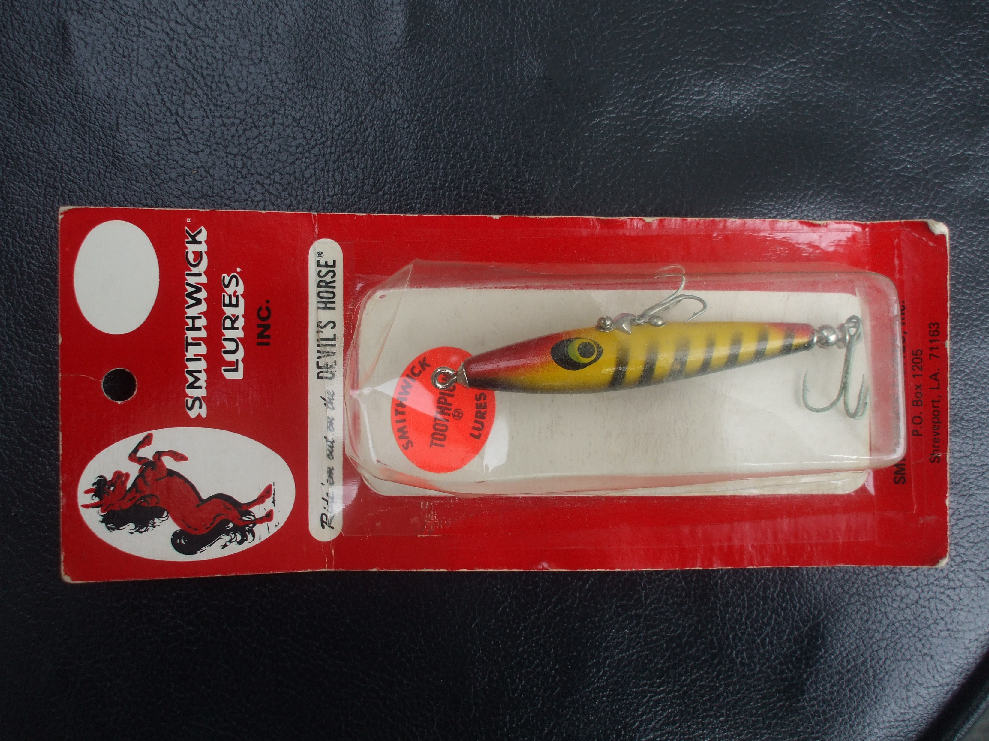 SMITHWICK®
LURES,
INC.
Ride 'em out on the DEVIL'S HORSE®
SMITHWICK
TOOTHPICK
®
LURES
P.O. Box 1205
Shreveport, LA 71163